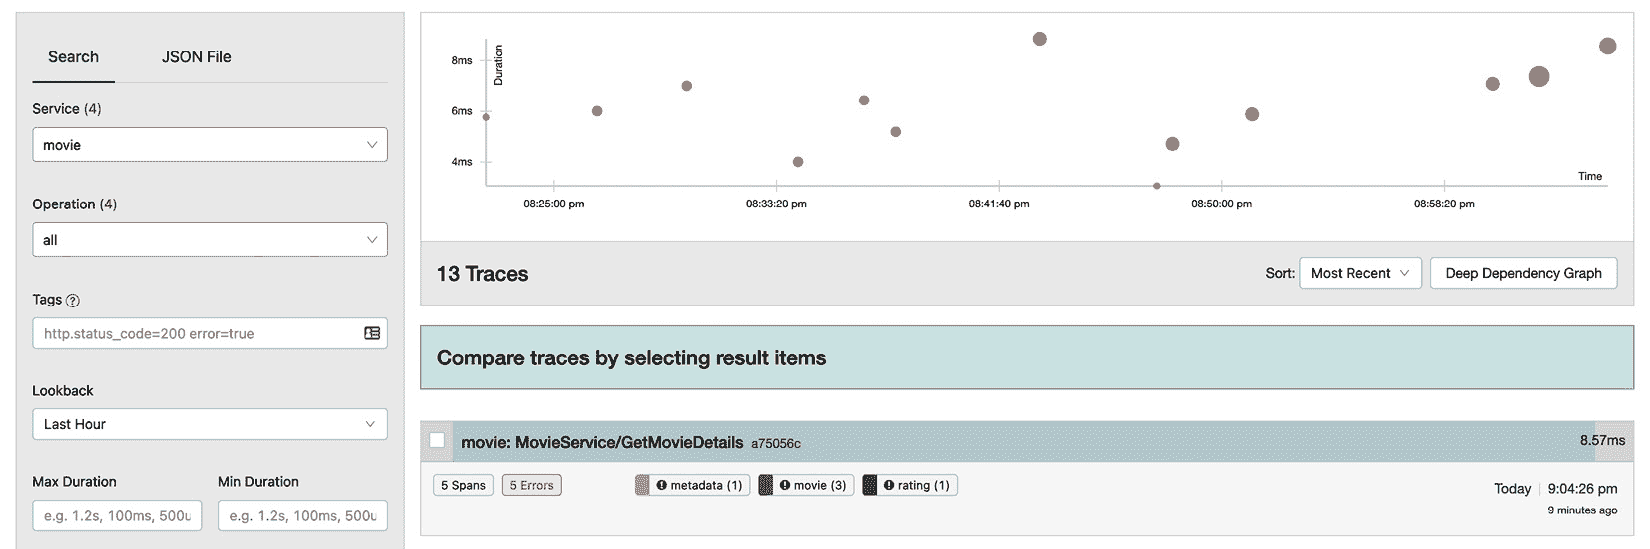 Search JSON File
Service (4)
movie
Operation (4)
all
Tags ?
http.status_code=200 error=true
Lookback
Last Hour
Max Duration Min Duration
e.g. 1.2s, 100ms, 500u e.g. 1.2s, 100ms, 500u
Duration
8ms
6ms
4ms
Time
08:25:00 pm 08:33:20 pm 08:41:40 pm 08:50:00 pm 08:58:20 pm
13 Traces Sort: Most Recent Deep Dependency Graph
Compare traces by selecting result items
movie: MovieService/GetMovieDetails a75056c 8.57ms
5 Spans 5 Errors metadata (1) movie (3) rating (1)
Today 9:04:26 pm
9 minutes ago